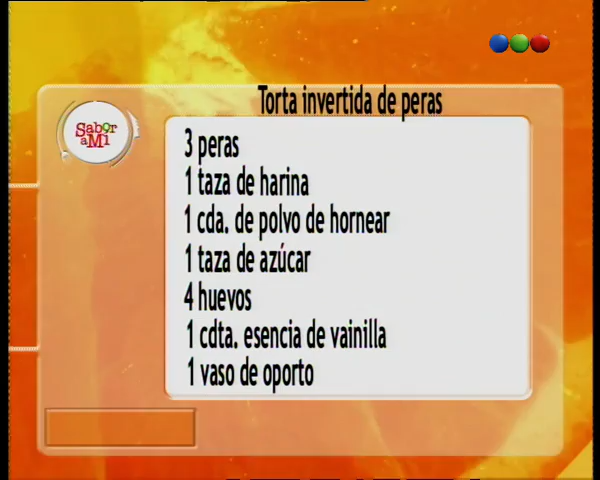 Torta invertida de peras
Sabor
aMi
3 peras
1 taza de harina
1 cda. de polvo de hornear
1 taza de azúcar
4 huevos
1 cdta. esencia de vainilla
1 vaso de oporto